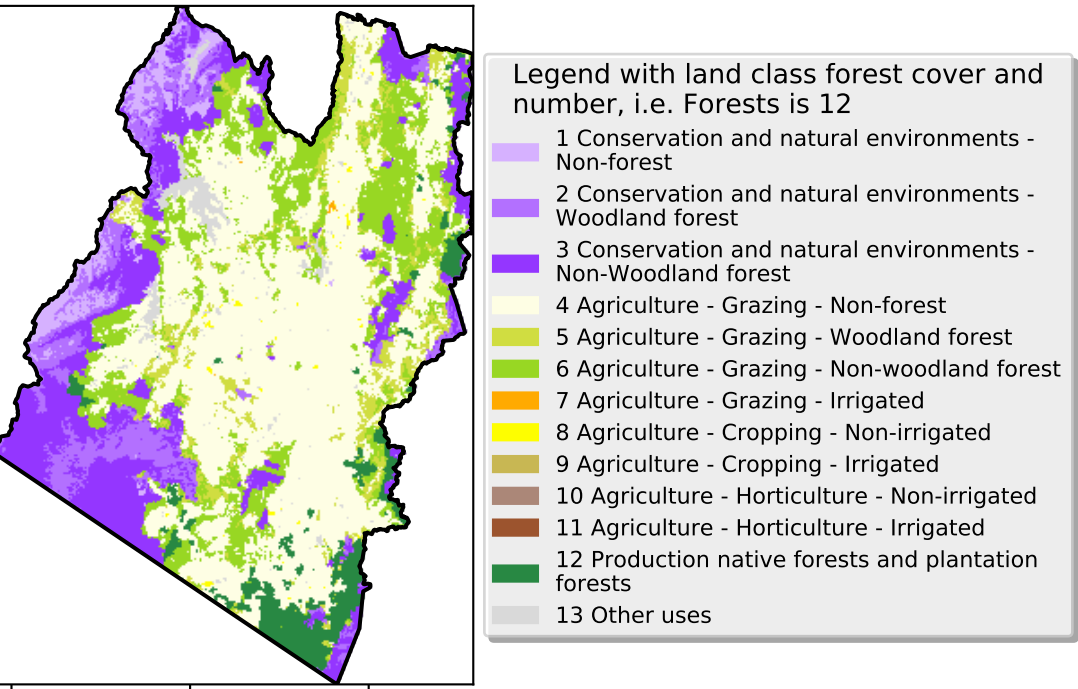 Legend with land class forest cover and
number, i.e. Forests is 12
1 Conservation and natural environments -
Non-forest
2 Conservation and natural environments -
Woodland forest
3 Conservation and natural environments -
Non-Woodland forest
4 Agriculture - Grazing - Non-forest
5 Agriculture - Grazing - Woodland forest
6 Agriculture - Grazing - Non-woodland forest
7 Agriculture - Grazing - Irrigated
8 Agriculture - Cropping - Non-irrigated
9 Agriculture - Cropping - Irrigated
10 Agriculture - Horticulture - Non-irrigated
11 Agriculture - Horticulture - Irrigated
12 Production native forests and plantation
forests
13 Other uses